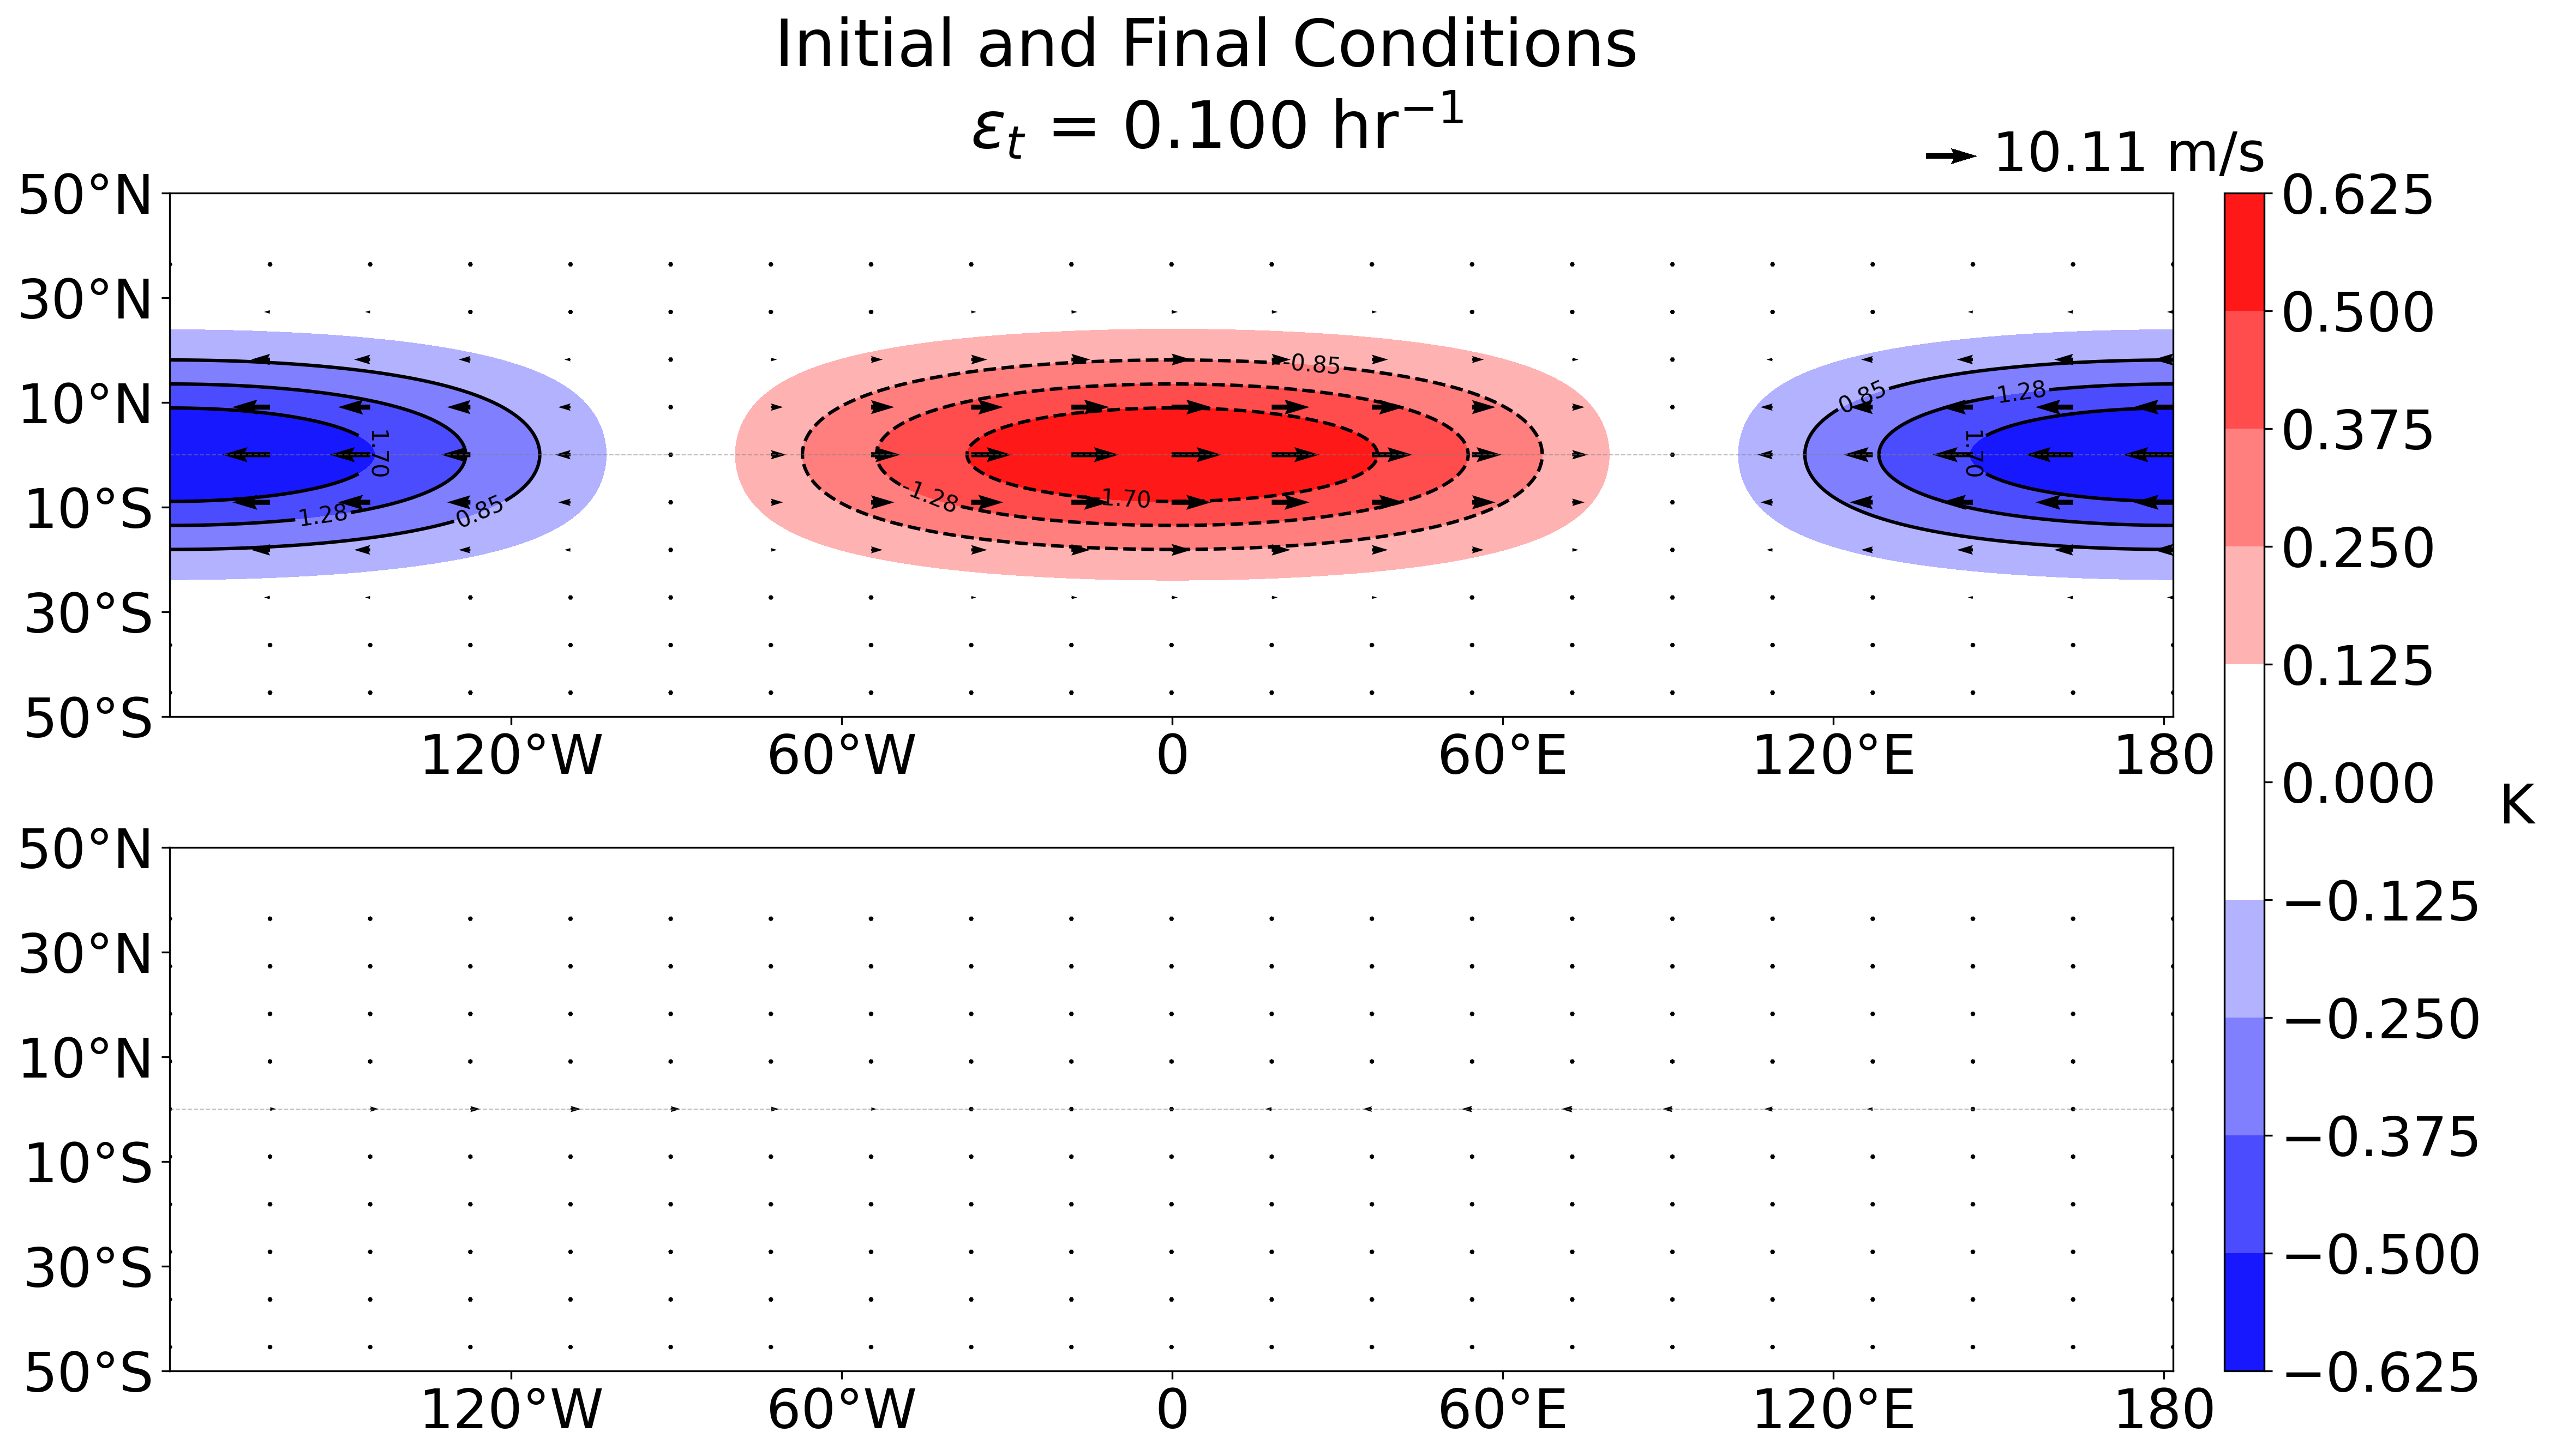 Initial and Final Conditions
εt = 0.100 hr⁻¹
10.11 m/s
50°N
30°N
10°N
10°S
30°S
50°S
-0.85
-1.28
-1.70
1.70
1.28
0.85
0.85
1.28
1.70
120°W 60°W 0 60°E 120°E 180
50°N
30°N
10°N
10°S
30°S
50°S
120°W 60°W 0 60°E 120°E 180
0.625
0.500
0.375
0.250
0.125
0.000
−0.125
−0.250
−0.375
−0.500
−0.625
K